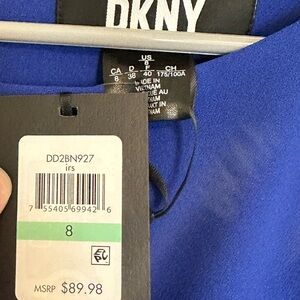 DKNY
US
8
CA D F CH
8 38 40 175/100A
MADE IN
VIETNAM
DD2BN927
irs
7 55405 69942 6
8
MSRP $89.98